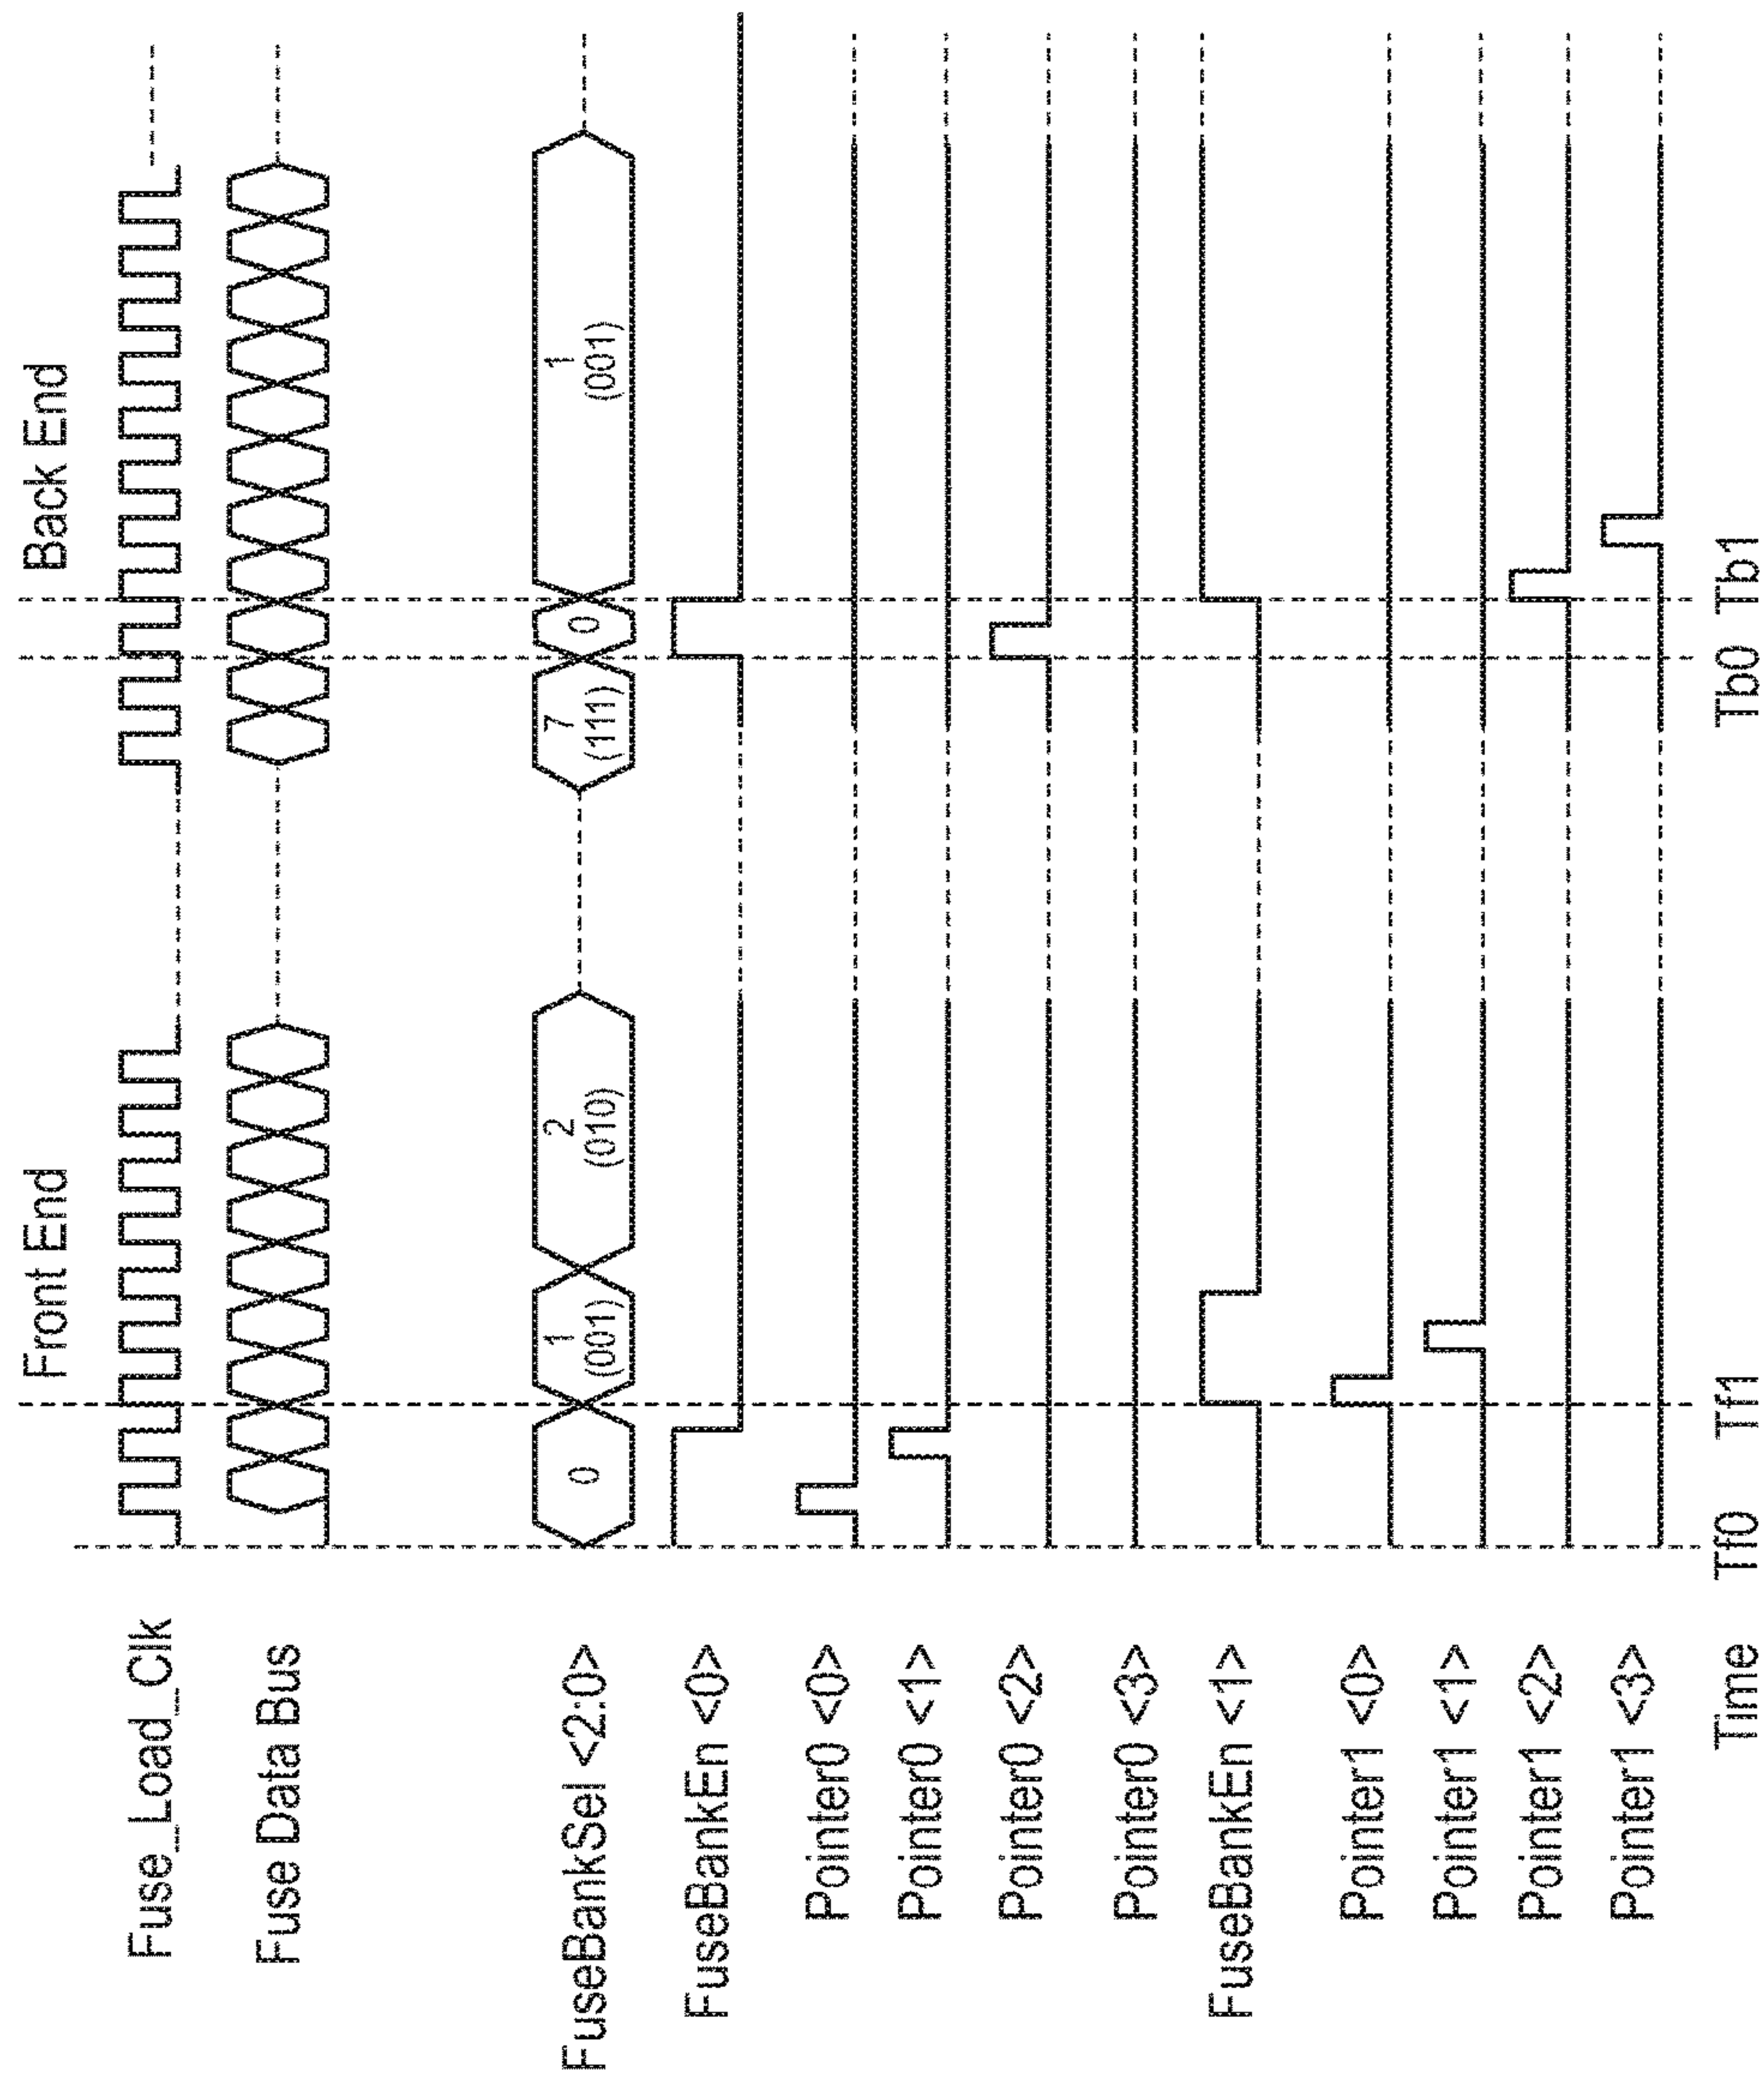 Front End
Back End
Fuse_Load_Clk
Fuse Data Bus
FuseBankSel <2:0>
0
1
(001)
2
(010)
7
(111)
0
1
(001)
FuseBankEn <0>
Pointer0 <0>
Pointer0 <1>
Pointer0 <2>
Pointer0 <3>
FuseBankEn <1>
Pointer1 <0>
Pointer1 <1>
Pointer1 <2>
Pointer1 <3>
Time
Tf0
Tf1
Tb0
Tb1